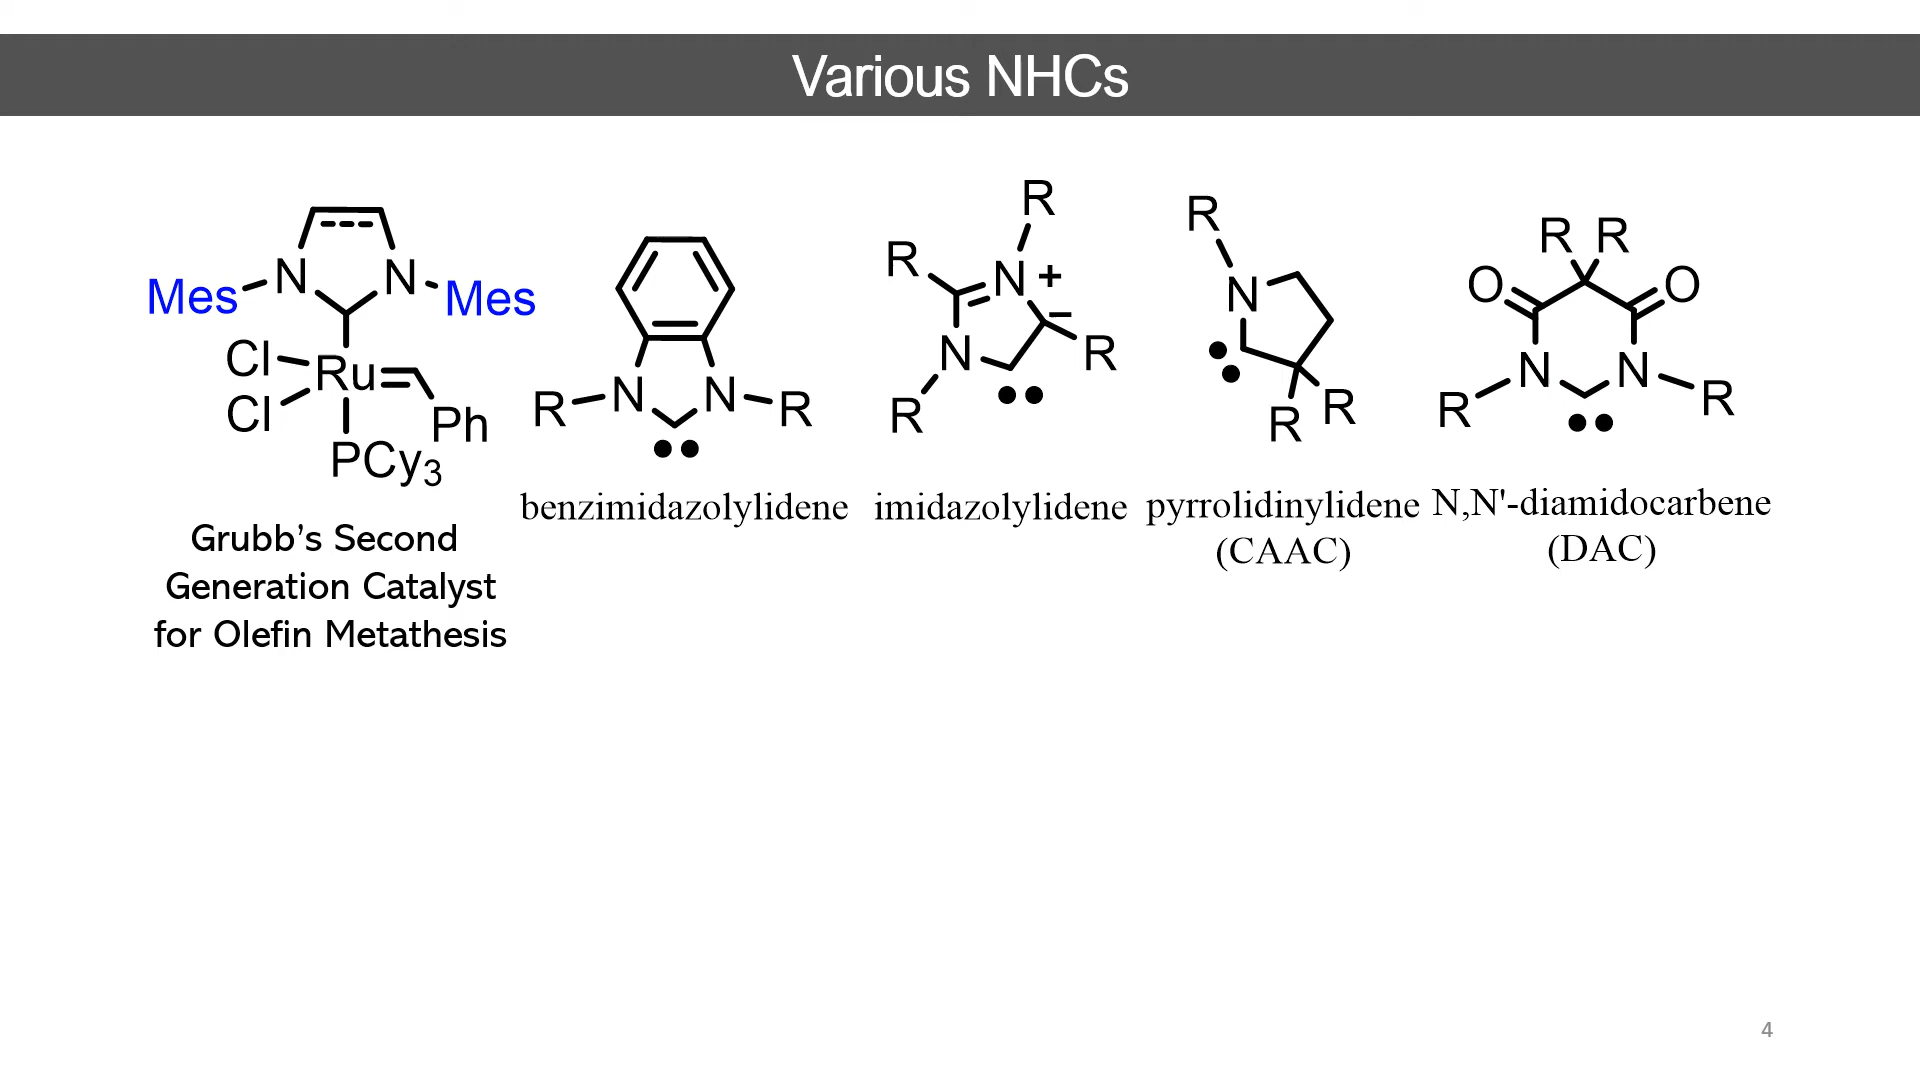 Various NHCs
N N
Mes Mes
Cl
Ru
Cl
Ph
PCy3
Grubb's Second
Generation Catalyst
for Olefin Metathesis
N N
R R
benzimidazolylidene
R
R N +
−
N R
R
imidazolylidene
R
N
R R
pyrrolidinylidene
(CAAC)
R R
O O
N N
R R
N,N'-diamidocarbene
(DAC)
4